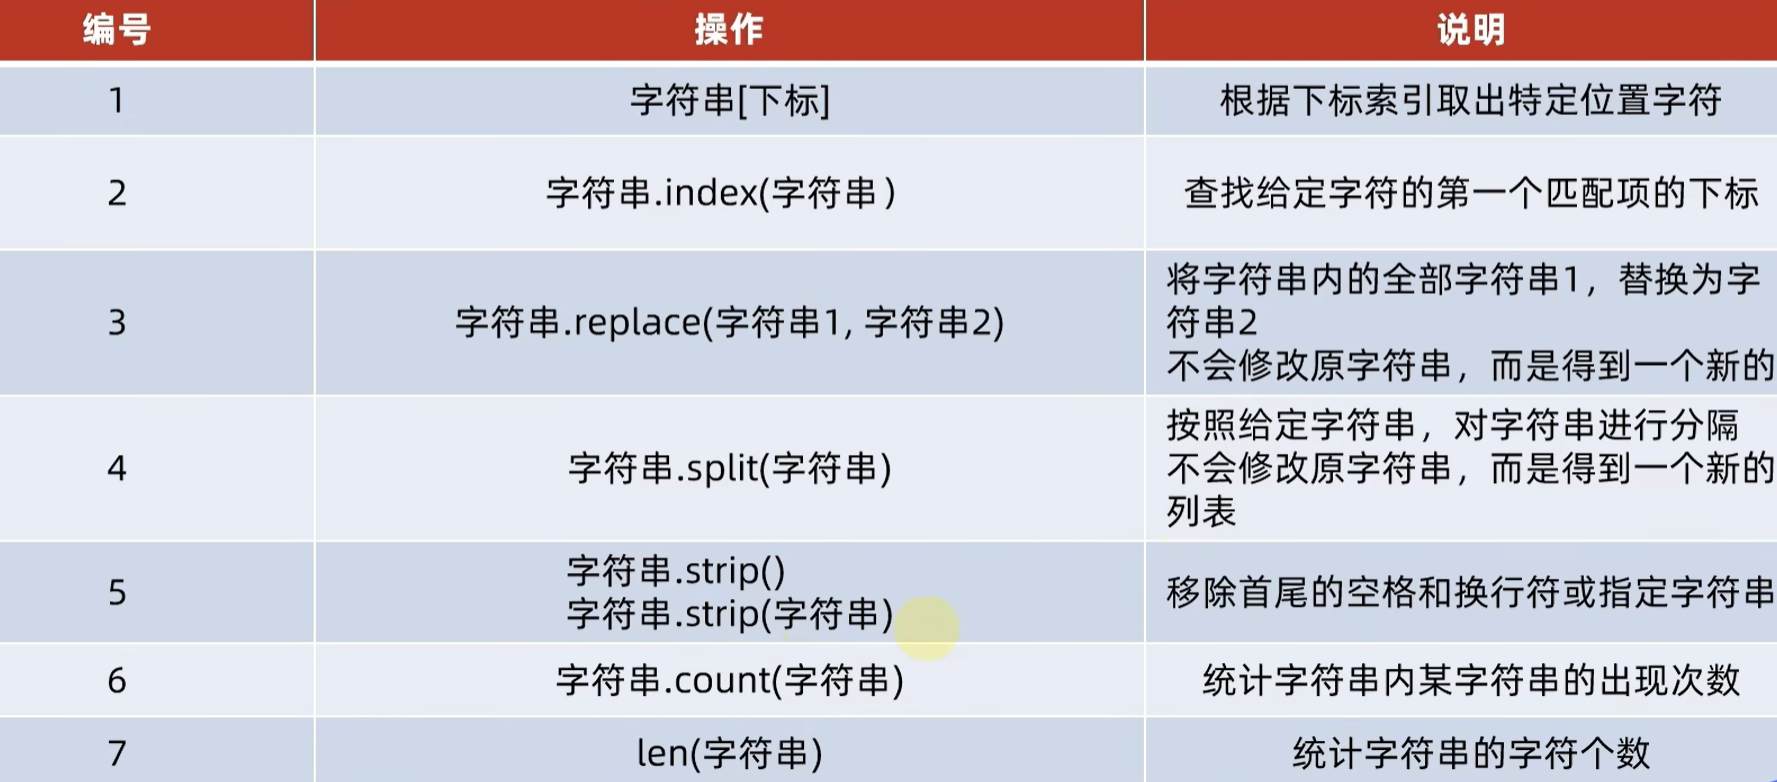 编号 操作 说明
1 字符串[下标] 根据下标索引取出特定位置字符
2 字符串.index(字符串) 查找给定字符的第一个匹配项的下标
3 字符串.replace(字符串1, 字符串2) 将字符串内的全部字符串1，替换为字
符串2
不会修改原字符串，而是得到一个新的
4 字符串.split(字符串) 按照给定字符串，对字符串进行分隔
不会修改原字符串，而是得到一个新的
列表
5 字符串.strip()
字符串.strip(字符串) 移除首尾的空格和换行符或指定字符串
6 字符串.count(字符串) 统计字符串内某字符串的出现次数
7 len(字符串) 统计字符串的字符个数